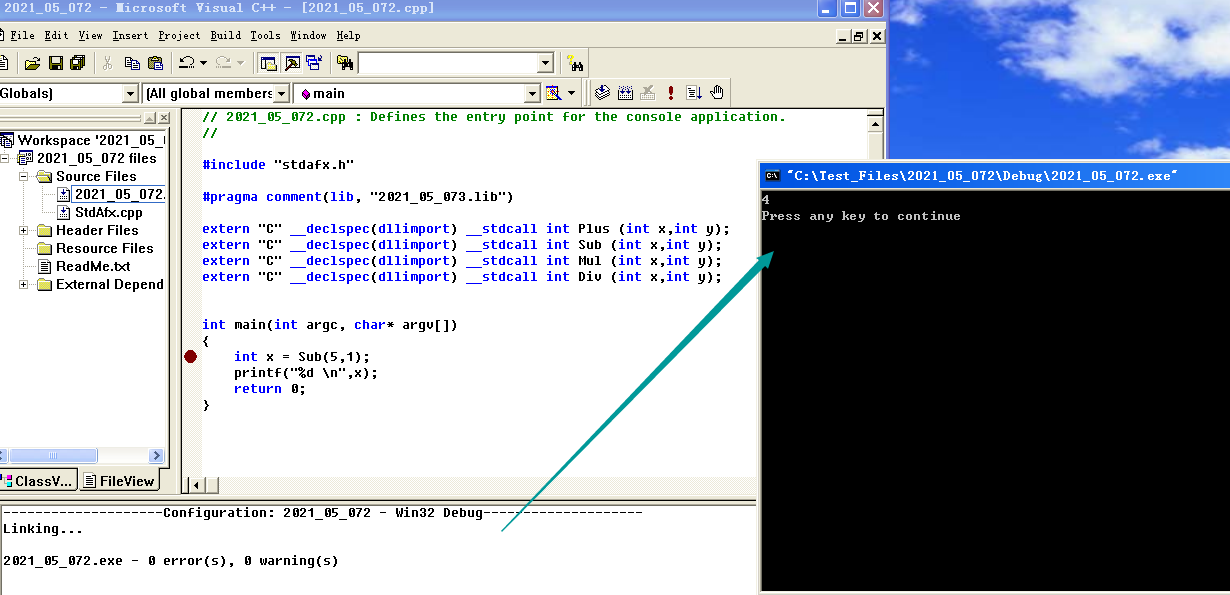 2021_05_072 - Microsoft Visual C++ - [2021_05_072.cpp]
File Edit View Insert Project Build Tools Window Help
Globals) [All global members main
Workspace '2021_05_
2021_05_072 files
Source Files
2021_05_072.
StdAfx.cpp
Header Files
Resource Files
ReadMe.txt
External Depend
ClassV... FileView
// 2021_05_072.cpp : Defines the entry point for the console application.
//
#include "stdafx.h"
#pragma comment(lib, "2021_05_073.lib")
extern "C" __declspec(dllimport) __stdcall int Plus (int x,int y);
extern "C" __declspec(dllimport) __stdcall int Sub (int x,int y);
extern "C" __declspec(dllimport) __stdcall int Mul (int x,int y);
extern "C" __declspec(dllimport) __stdcall int Div (int x,int y);
int main(int argc, char* argv[])
{
int x = Sub(5,1);
printf("%d \n",x);
return 0;
}
--------------------Configuration: 2021_05_072 - Win32 Debug--------------------
Linking...
2021_05_072.exe - 0 error(s), 0 warning(s)
"C:\Test_Files\2021_05_072\Debug\2021_05_072.exe"
4
Press any key to continue